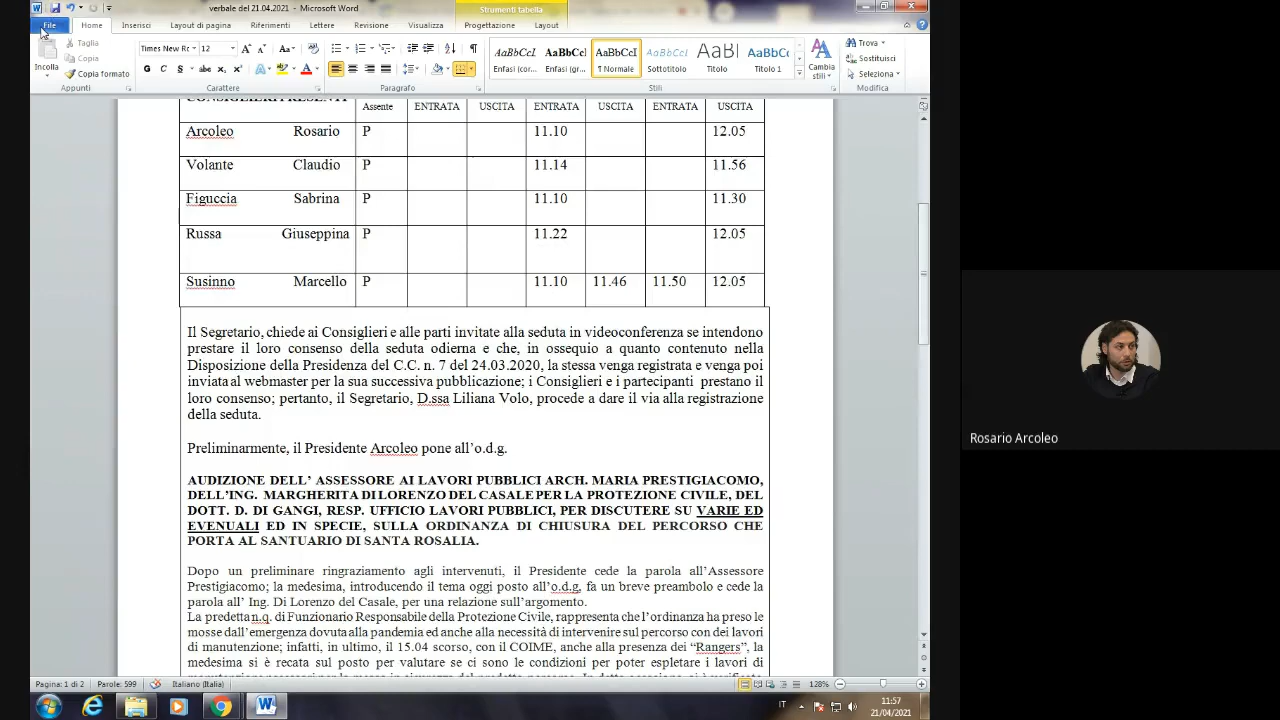 verbale del 21.04.2021 - Microsoft Word
Strumenti tabella
File Home Inserisci Layout di pagina Riferimenti Lettere Revisione Visualizza Progettazione Layout
Incolla
Taglia
Copia
Copia formato
Appunti
Times New Ro 12
Carattere
Paragrafo
AaBbCcI AaBbCc AaBbCcI AaBbCcI AaBl AaBbCc
Enfasi (cor... Enfasi (gr... ¶ Normale Sottotitolo Titolo Titolo 1
Cambia stili
Stili
Trova
Sostituisci
Seleziona
Modifica
CONSIGLIERI PRESENTI Assente ENTRATA USCITA ENTRATA USCITA ENTRATA USCITA
Arcoleo Rosario P 11.10 12.05
Volante Claudio P 11.14 11.56
Figuccia Sabrina P 11.10 11.30
Russa Giuseppina P 11.22 12.05
Susinno Marcello P 11.10 11.46 11.50 12.05
Il Segretario, chiede ai Consiglieri e alle parti invitate alla seduta in videoconferenza se intendono
prestare il loro consenso della seduta odierna e che, in ossequio a quanto contenuto nella
Disposizione della Presidenza del C.C. n. 7 del 24.03.2020, la stessa venga registrata e venga poi
inviata al webmaster per la sua successiva pubblicazione; i Consiglieri e i partecipanti prestano il
loro consenso; pertanto, il Segretario, D.ssa Liliana Volo, procede a dare il via alla registrazione
della seduta.
Preliminarmente, il Presidente Arcoleo pone all’o.d.g.
AUDIZIONE DELL’ ASSESSORE AI LAVORI PUBBLICI ARCH. MARIA PRESTIGIACOMO,
DELL’ING. MARGHERITA DI LORENZO DEL CASALE PER LA PROTEZIONE CIVILE, DEL
DOTT. D. DI GANGI, RESP. UFFICIO LAVORI PUBBLICI, PER DISCUTERE SU VARIE ED
EVENUALI ED IN SPECIE, SULLA ORDINANZA DI CHIUSURA DEL PERCORSO CHE
PORTA AL SANTUARIO DI SANTA ROSALIA.
Dopo un preliminare ringraziamento agli intervenuti, il Presidente cede la parola all’Assessore
Prestigiacomo; la medesima, introducendo il tema oggi posto all’o.d.g, fa un breve preambolo e cede la
parola all’ Ing. Di Lorenzo del Casale, per una relazione sull’argomento.
La predetta n.q. di Funzionario Responsabile della Protezione Civile, rappresenta che l’ordinanza ha preso le
mosse dall’emergenza dovuta alla pandemia ed anche alla necessità di intervenire sul percorso con dei lavori
di manutenzione; infatti, in ultimo, il 15.04 scorso, con il COIME, anche alla presenza dei “Rangers”, la
medesima si è recata sul posto per valutare se ci sono le condizioni per poter espletare i lavori di
Pagina: 1 di 2 Parole: 599 Italiano (Italia) 128%
IT 11:57
21/04/2021
Rosario Arcoleo